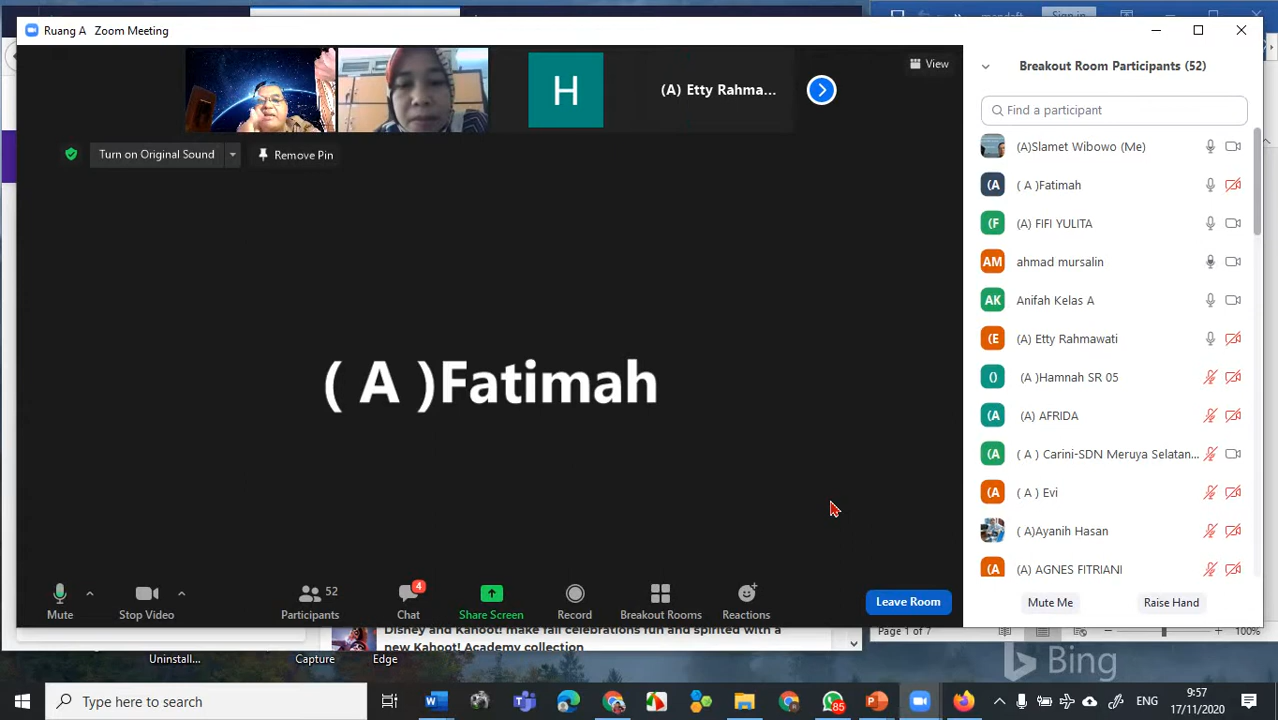 Sign in
Ruang A Zoom Meeting
View
H
(A) Etty Rahma...
Turn on Original Sound
Remove Pin
( A )Fatimah
Breakout Room Participants (52)
Find a participant
(A)Slamet Wibowo (Me)
(A ( A )Fatimah
(F (A) FIFI YULITA
AM ahmad mursalin
AK Anifah Kelas A
(E (A) Etty Rahmawati
() (A )Hamnah SR 05
(A (A) AFRIDA
(A ( A ) Carini-SDN Meruya Selatan...
(A ( A ) Evi
( A)Ayanih Hasan
(A (A) AGNES FITRIANI
Mute Me
Raise Hand
Mute
Stop Video
Participants
52
Chat
4
Share Screen
Record
Breakout Rooms
Reactions
Leave Room
Disney and Kahoot! make fall celebrations fun and spirited with a
new Kahoot! Academy collection
Page 1 of 7
100%
Uninstall...
Capture
Edge
Bing
Type here to search
85
ENG
9:57
17/11/2020